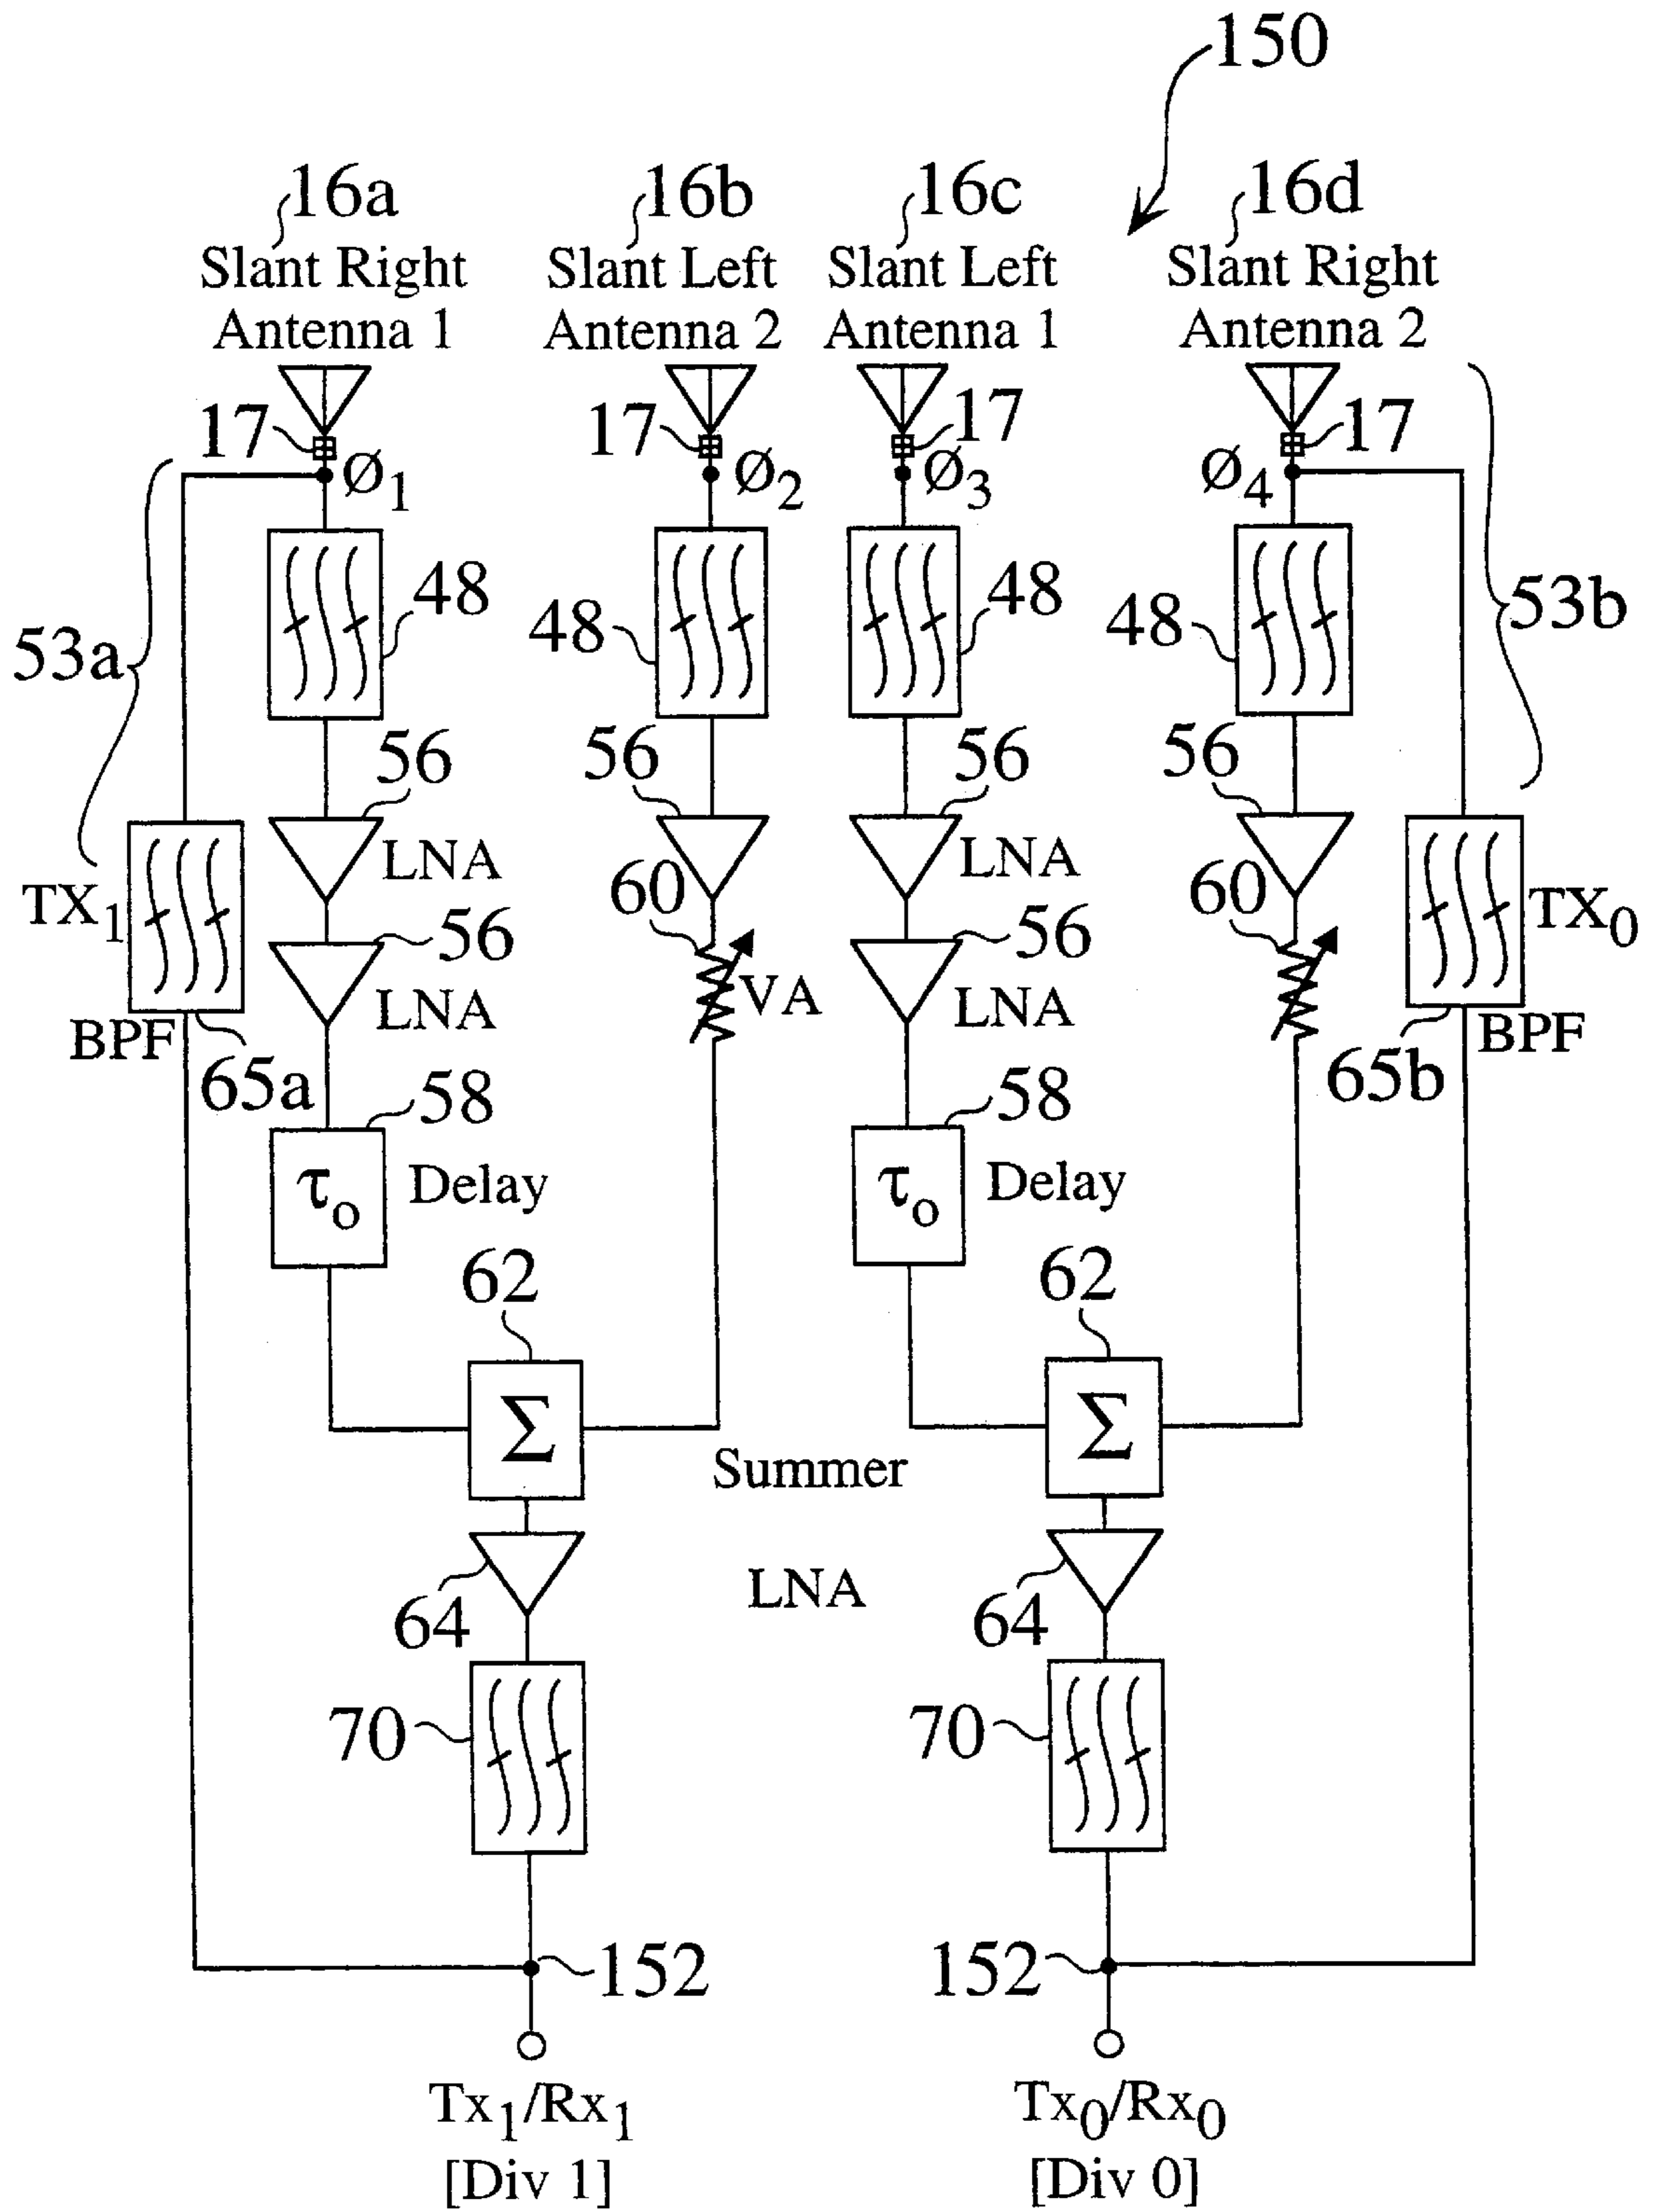 150
16a
16b
16c
16d
Slant Right
Antenna 1
Slant Left
Antenna 2
Slant Left
Antenna 1
Slant Right
Antenna 2
17
17
17
17
Ø1
Ø2
Ø3
Ø4
53a
48
48
48
48
53b
56
56
56
56
LNA
60
LNA
60
TX1
56
56
TX0
LNA
VA
LNA
BPF
65a
65b
BPF
58
58
τo
Delay
τo
Delay
62
62
Σ
Σ
Summer
64
LNA
64
70
70
152
152
Tx1/Rx1
[Div 1]
Tx0/Rx0
[Div 0]